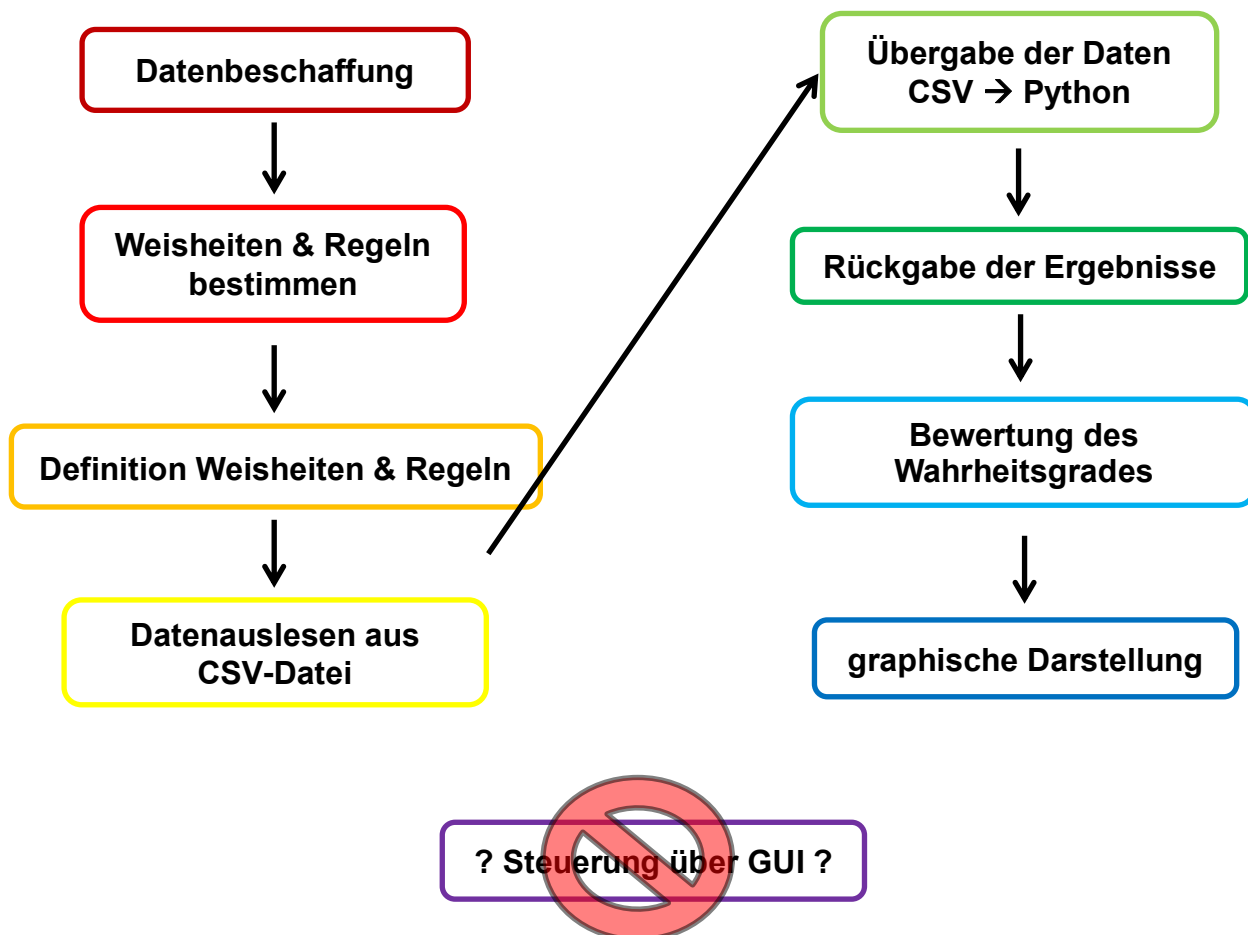 Datenbeschaffung
Weisheiten & Regeln
bestimmen
Definition Weisheiten & Regeln
Datenauslesen aus
CSV-Datei
Übergabe der Daten
CSV → Python
Rückgabe der Ergebnisse
Bewertung des
Wahrheitsgrades
graphische Darstellung
? Steuerung über GUI ?